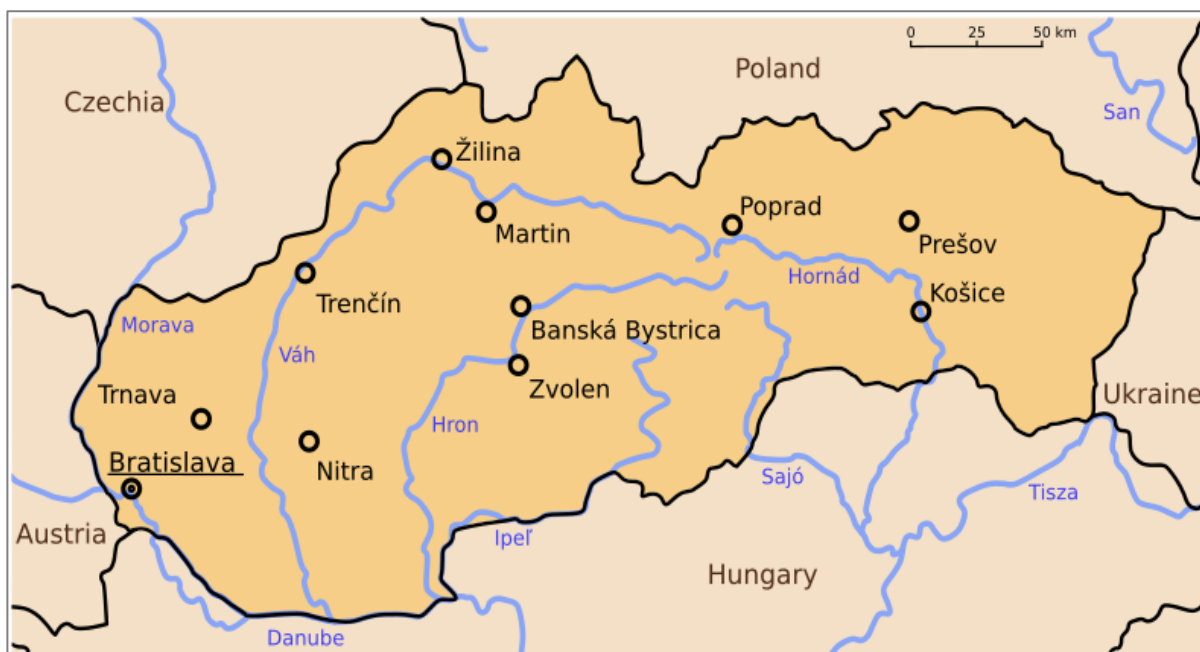 0 25 50 km
Poland
Czechia
San
Žilina
Poprad
Martin
Prešov
Hornád
Košice
Trenčín
Morava
Banská Bystrica
Váh
Zvolen
Trnava
Ukraine
Hron
Bratislava
Nitra
Sajó
Tisza
Austria
Ipeľ
Hungary
Danube